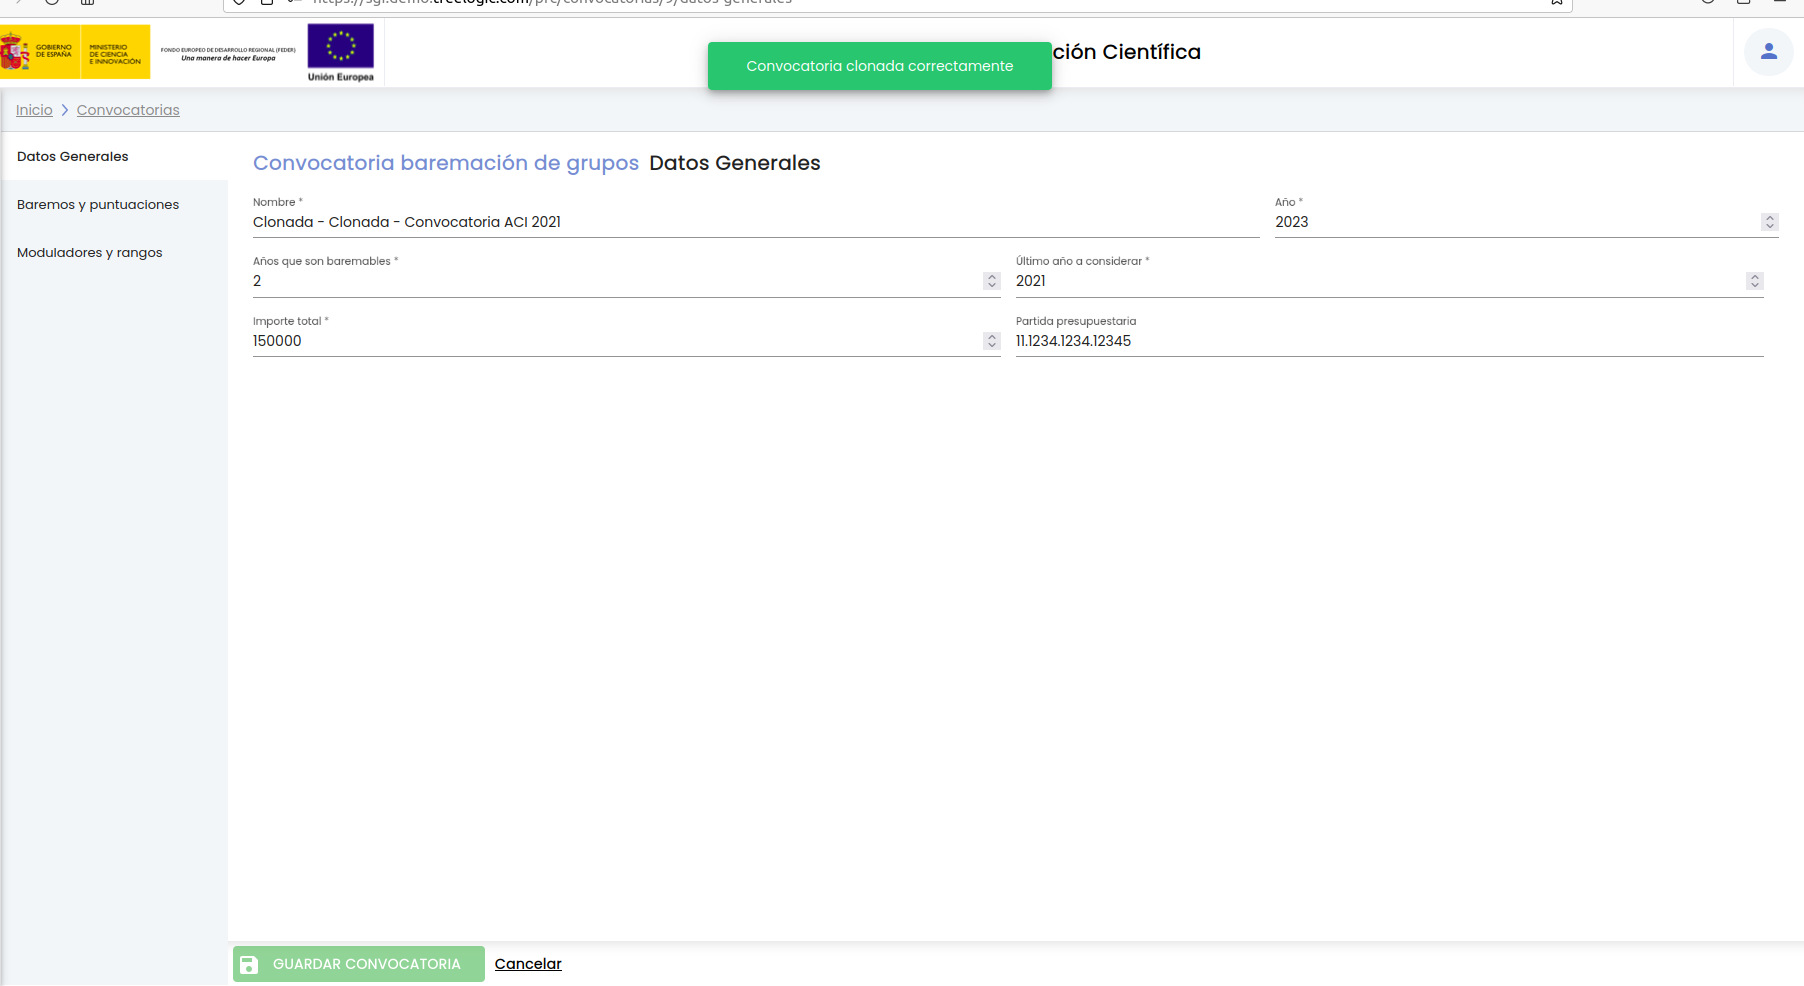 https://sgi.demo.treelogic.com/prc/convocatorias/9/datos-generales
GOBIERNO
DE ESPAÑA
MINISTERIO
DE CIENCIA
E INNOVACIÓN
FONDO EUROPEO DE DESARROLLO REGIONAL (FEDER)
Una manera de hacer Europa
Unión Europea
Convocatoria clonada correctamente
ción Científica
Inicio > Convocatorias
Datos Generales
Baremos y puntuaciones
Moduladores y rangos
Convocatoria baremación de grupos Datos Generales
Nombre *
Clonada - Clonada - Convocatoria ACI 2021
Año *
2023
Años que son baremables *
2
Último año a considerar *
2021
Importe total *
150000
Partida presupuestaria
11.1234.1234.12345
GUARDAR CONVOCATORIA
Cancelar